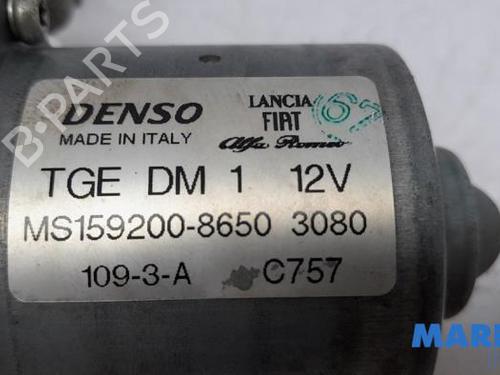 B-PARTS
DENSO
MADE IN ITALY
LANCIA
FIAT
Alfa Romeo
TGE DM 1 12V
MS159200-8650 3080
109-3-A C757